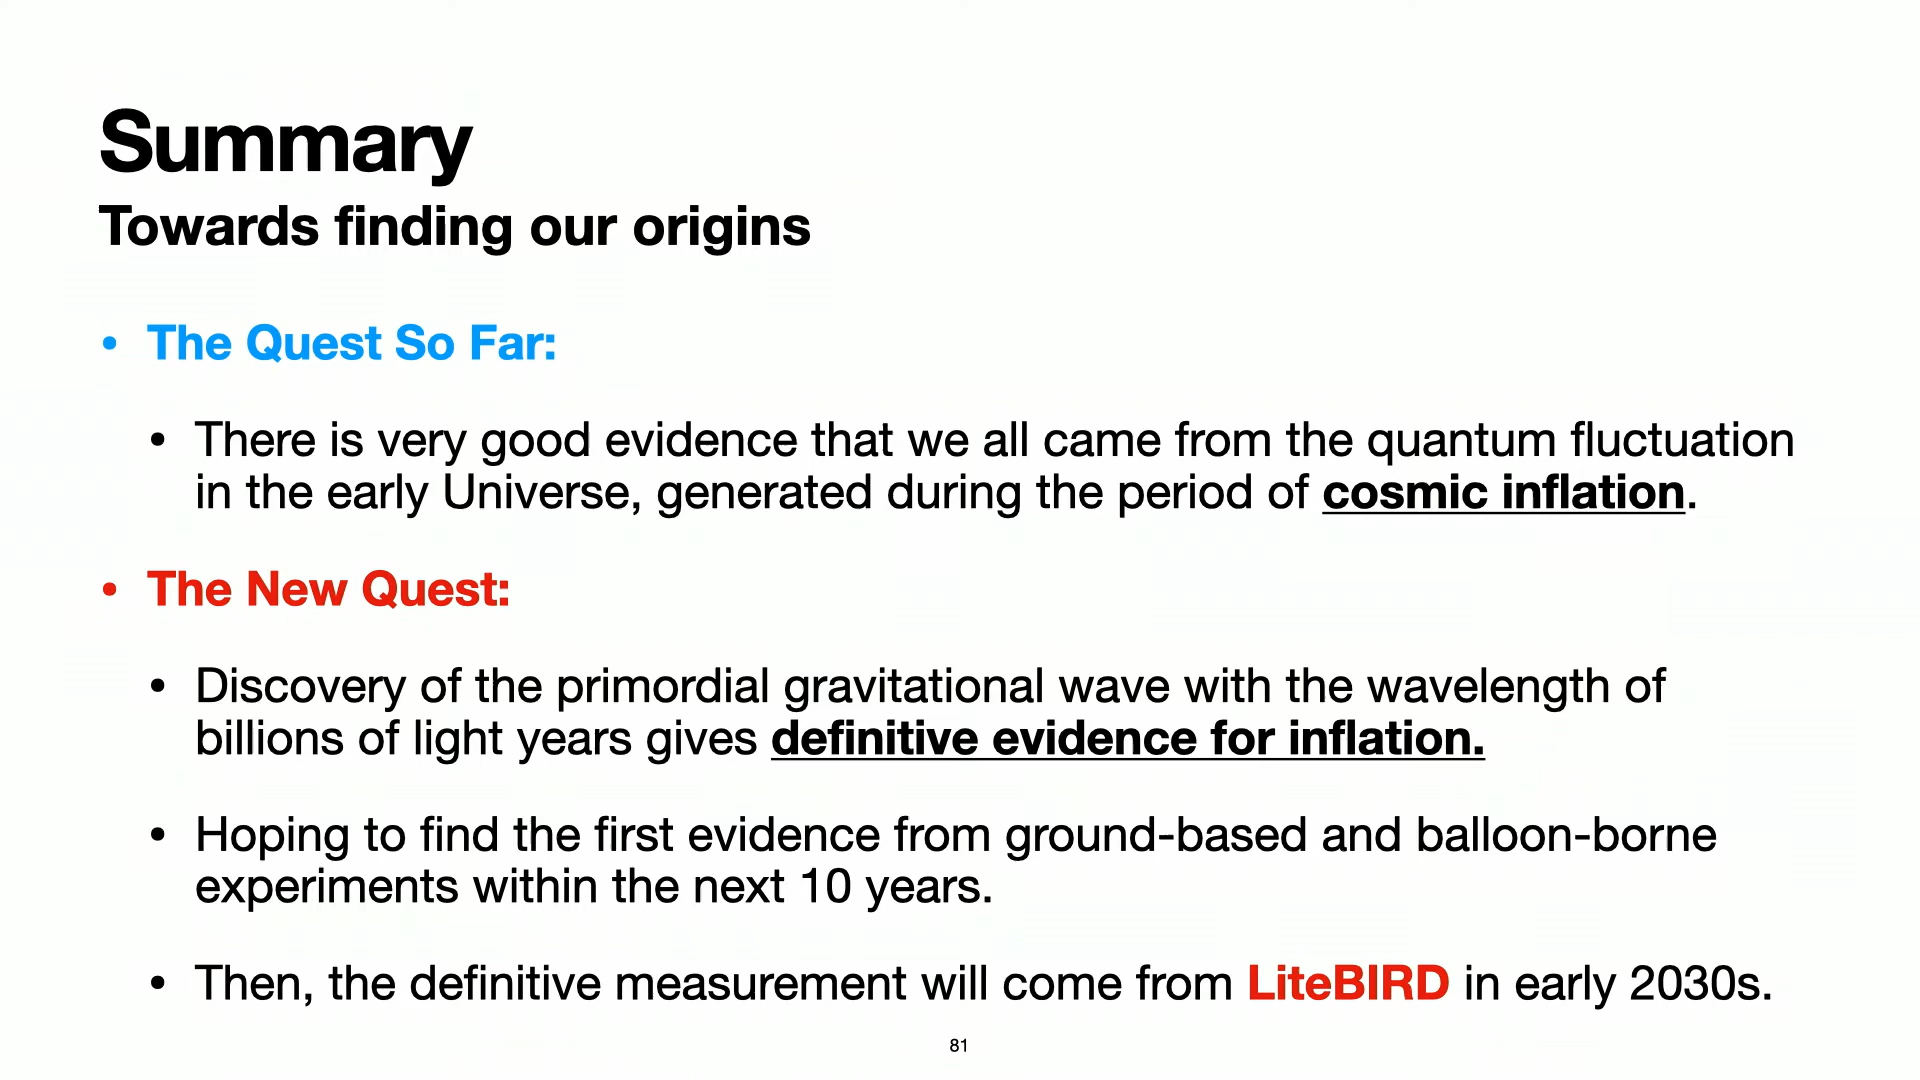 Summary
Towards finding our origins
• The Quest So Far:
• There is very good evidence that we all came from the quantum fluctuation
in the early Universe, generated during the period of cosmic inflation.
• The New Quest:
• Discovery of the primordial gravitational wave with the wavelength of
billions of light years gives definitive evidence for inflation.
• Hoping to find the first evidence from ground-based and balloon-borne
experiments within the next 10 years.
• Then, the definitive measurement will come from LiteBIRD in early 2030s.
81